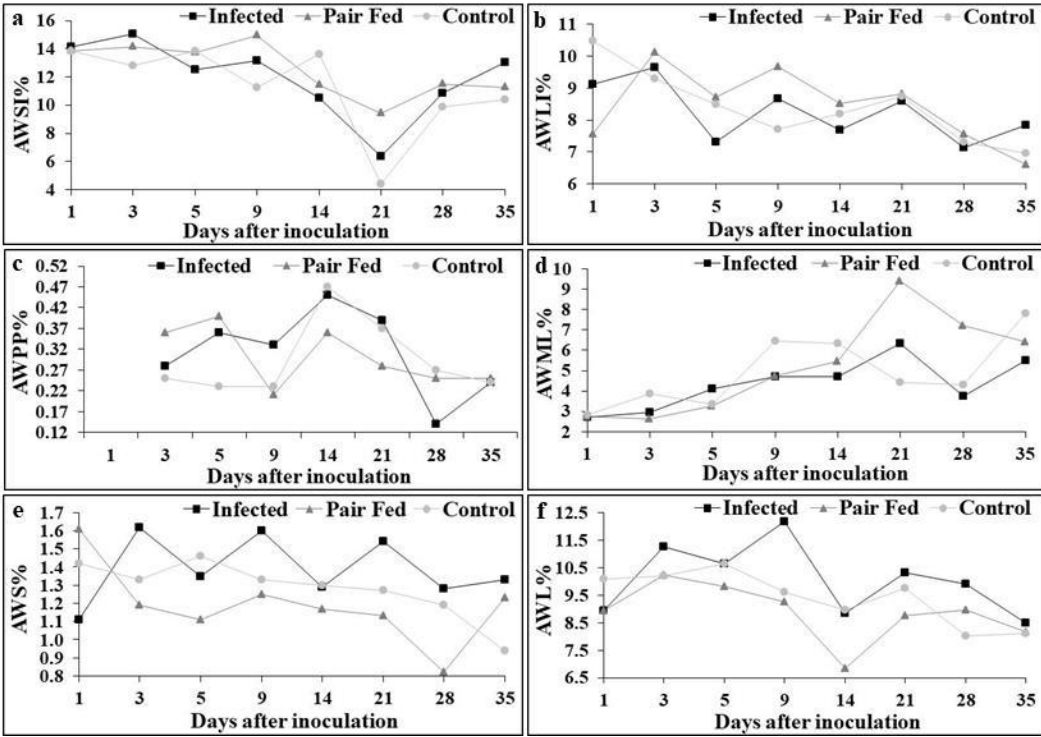 a Infected Pair Fed Control
AWSI%
16
14
12
10
8
6
4
1 3 5 9 14 21 28 35
Days after inoculation
b Infected Pair Fed Control
AWLI%
11
10
9
8
7
6
1 3 5 9 14 21 28 35
Days after inoculation
c Infected Pair Fed Control
AWPP%
0.52
0.47
0.42
0.37
0.32
0.27
0.22
0.17
0.12
1 3 5 9 14 21 28 35
Days after inoculation
d Infected Pair Fed Control
AWML%
10
9
8
7
6
5
4
3
2
1 3 5 9 14 21 28 35
Days after inoculation
e Infected Pair Fed Control
AWS%
1.7
1.6
1.5
1.4
1.3
1.2
1.1
1.0
0.9
0.8
1 3 5 9 14 21 28 35
Days after inoculation
f Infected Pair Fed Control
AWL%
12.5
11.5
10.5
9.5
8.5
7.5
6.5
1 3 5 9 14 21 28 35
Days after inoculation